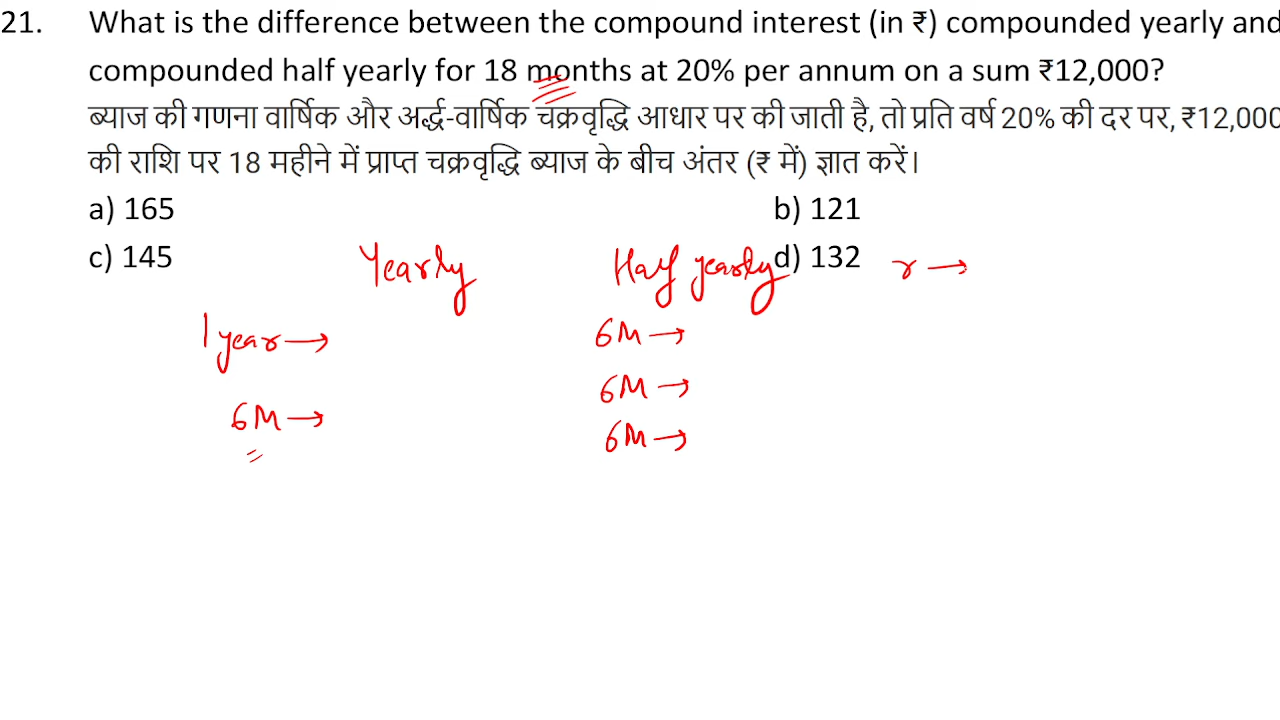 21. What is the difference between the compound interest (in ₹) compounded yearly and
compounded half yearly for 18 months at 20% per annum on a sum ₹12,000?
ब्याज की गणना वार्षिक और अर्द्ध-वार्षिक चक्रवृद्धि आधार पर की जाती है, तो प्रति वर्ष 20% की दर पर, ₹12,000
की राशि पर 18 महीने में प्राप्त चक्रवृद्धि ब्याज के बीच अंतर (₹ में) ज्ञात करें।
a) 165 b) 121
c) 145 d) 132
Yearly Half yearly r →
1 year → 6M →
6M →
6M → 6M →